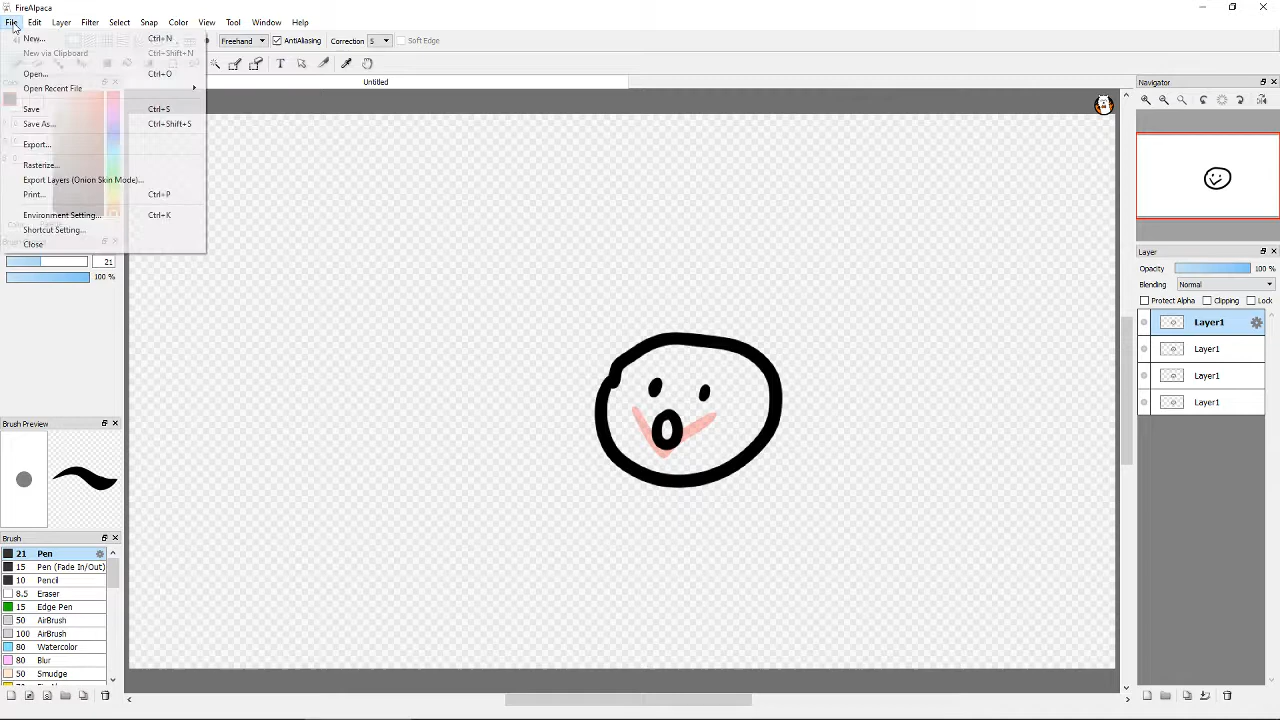 FireAlpaca
File Edit Layer Filter Select Snap Color View Tool Window Help
New... Ctrl+N
New via Clipboard Ctrl+Shift+N
Open... Ctrl+O
Open Recent File
Save Ctrl+S
Save As... Ctrl+Shift+S
Export...
Rasterize...
Export Layers (Onion Skin Mode)...
Print... Ctrl+P
Environment Setting... Ctrl+K
Shortcut Setting...
Close
Freehand AntiAliasing Correction 5 Soft Edge
Untitled
21
100 %
Brush Preview
Brush
21 Pen
15 Pen (Fade In/Out)
10 Pencil
8.5 Eraser
15 Edge Pen
50 AirBrush
100 AirBrush
80 Watercolor
80 Blur
50 Smudge
Navigator
Layer
Opacity 100 %
Blending Normal
Protect Alpha Clipping Lock
Layer1
Layer1
Layer1
Layer1